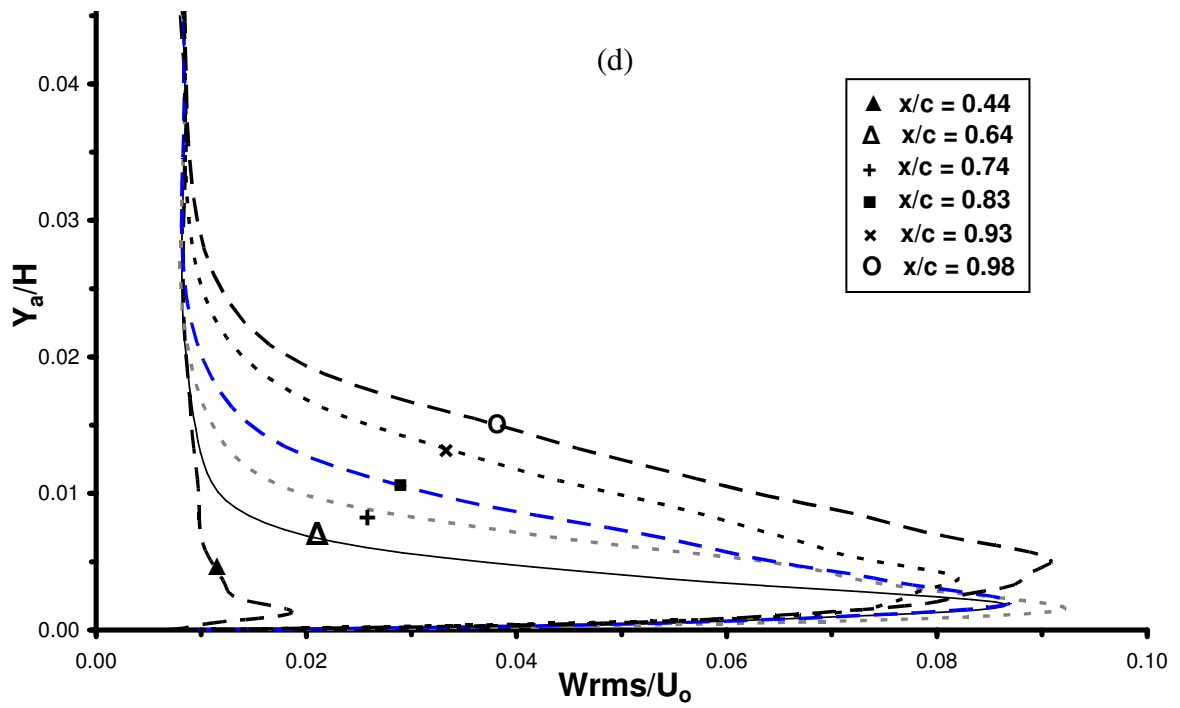 (d)
▲ x/c = 0.44
Δ x/c = 0.64
+ x/c = 0.74
■ x/c = 0.83
× x/c = 0.93
O x/c = 0.98
Ya/H
0.04
0.03
0.02
0.01
0.00
0.00 0.02 0.04 0.06 0.08 0.10
Wrms/Uo